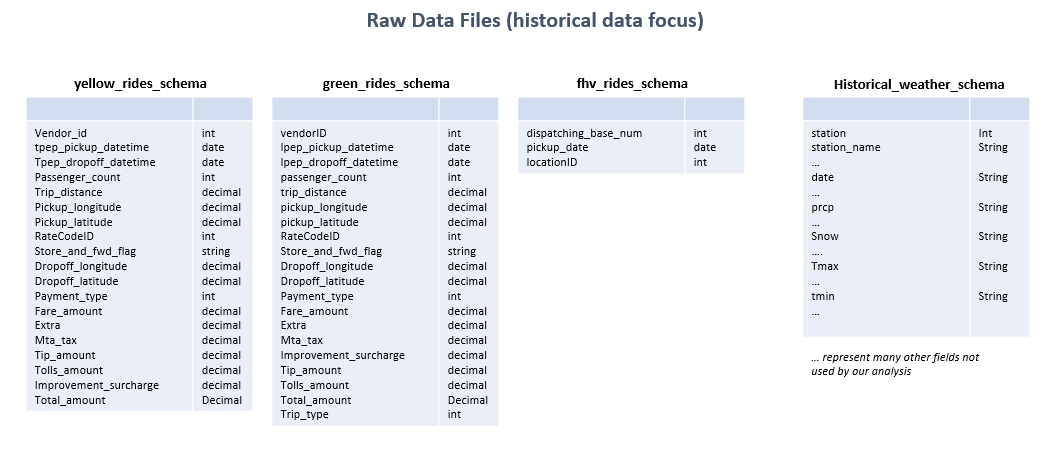 Raw Data Files (historical data focus)
yellow_rides_schema
Vendor_id int
tpep_pickup_datetime date
Tpep_dropoff_datetime date
Passenger_count int
Trip_distance decimal
Pickup_longitude decimal
Pickup_latitude decimal
RateCodeID int
Store_and_fwd_flag string
Dropoff_longitude decimal
Dropoff_latitude decimal
Payment_type int
Fare_amount decimal
Extra decimal
Mta_tax decimal
Tip_amount decimal
Tolls_amount decimal
Improvement_surcharge decimal
Total_amount Decimal
green_rides_schema
vendorID int
lpep_pickup_datetime date
lpep_dropoff_datetime date
passenger_count int
trip_distance decimal
pickup_longitude decimal
pickup_latitude decimal
RateCodeID int
Store_and_fwd_flag string
Dropoff_longitude decimal
Dropoff_latitude decimal
Payment_type int
Fare_amount decimal
Extra decimal
Mta_tax decimal
Improvement_surcharge decimal
Tip_amount decimal
Tolls_amount decimal
Total_amount Decimal
Trip_type int
fhv_rides_schema
dispatching_base_num int
pickup_date date
locationID int
Historical_weather_schema
station Int
station_name String
...
date String
...
prcp String
...
Snow String
....
Tmax String
...
tmin String
...
... represent many other fields not
used by our analysis